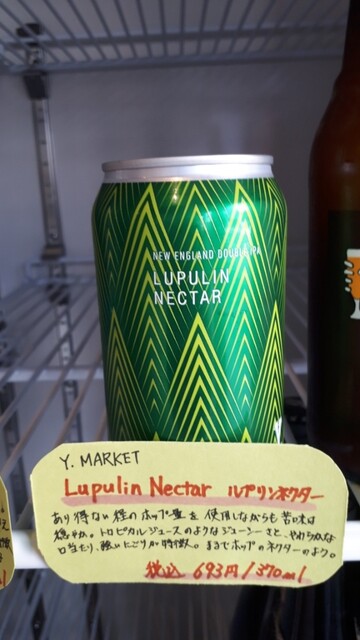 NEW ENGLAND DOUBLE IPA
LUPULIN
NECTAR
Y. MARKET
Lupulin Nectar ルプリンネクター
あり得ない程のホップ量を使用しながらも苦味は
穏やか。トロピカルジュースのようなジューシーさと、やわらかな
口当たり、強いにごりが特徴。まるでホップのネクターのよう。
税込 693円/370ml